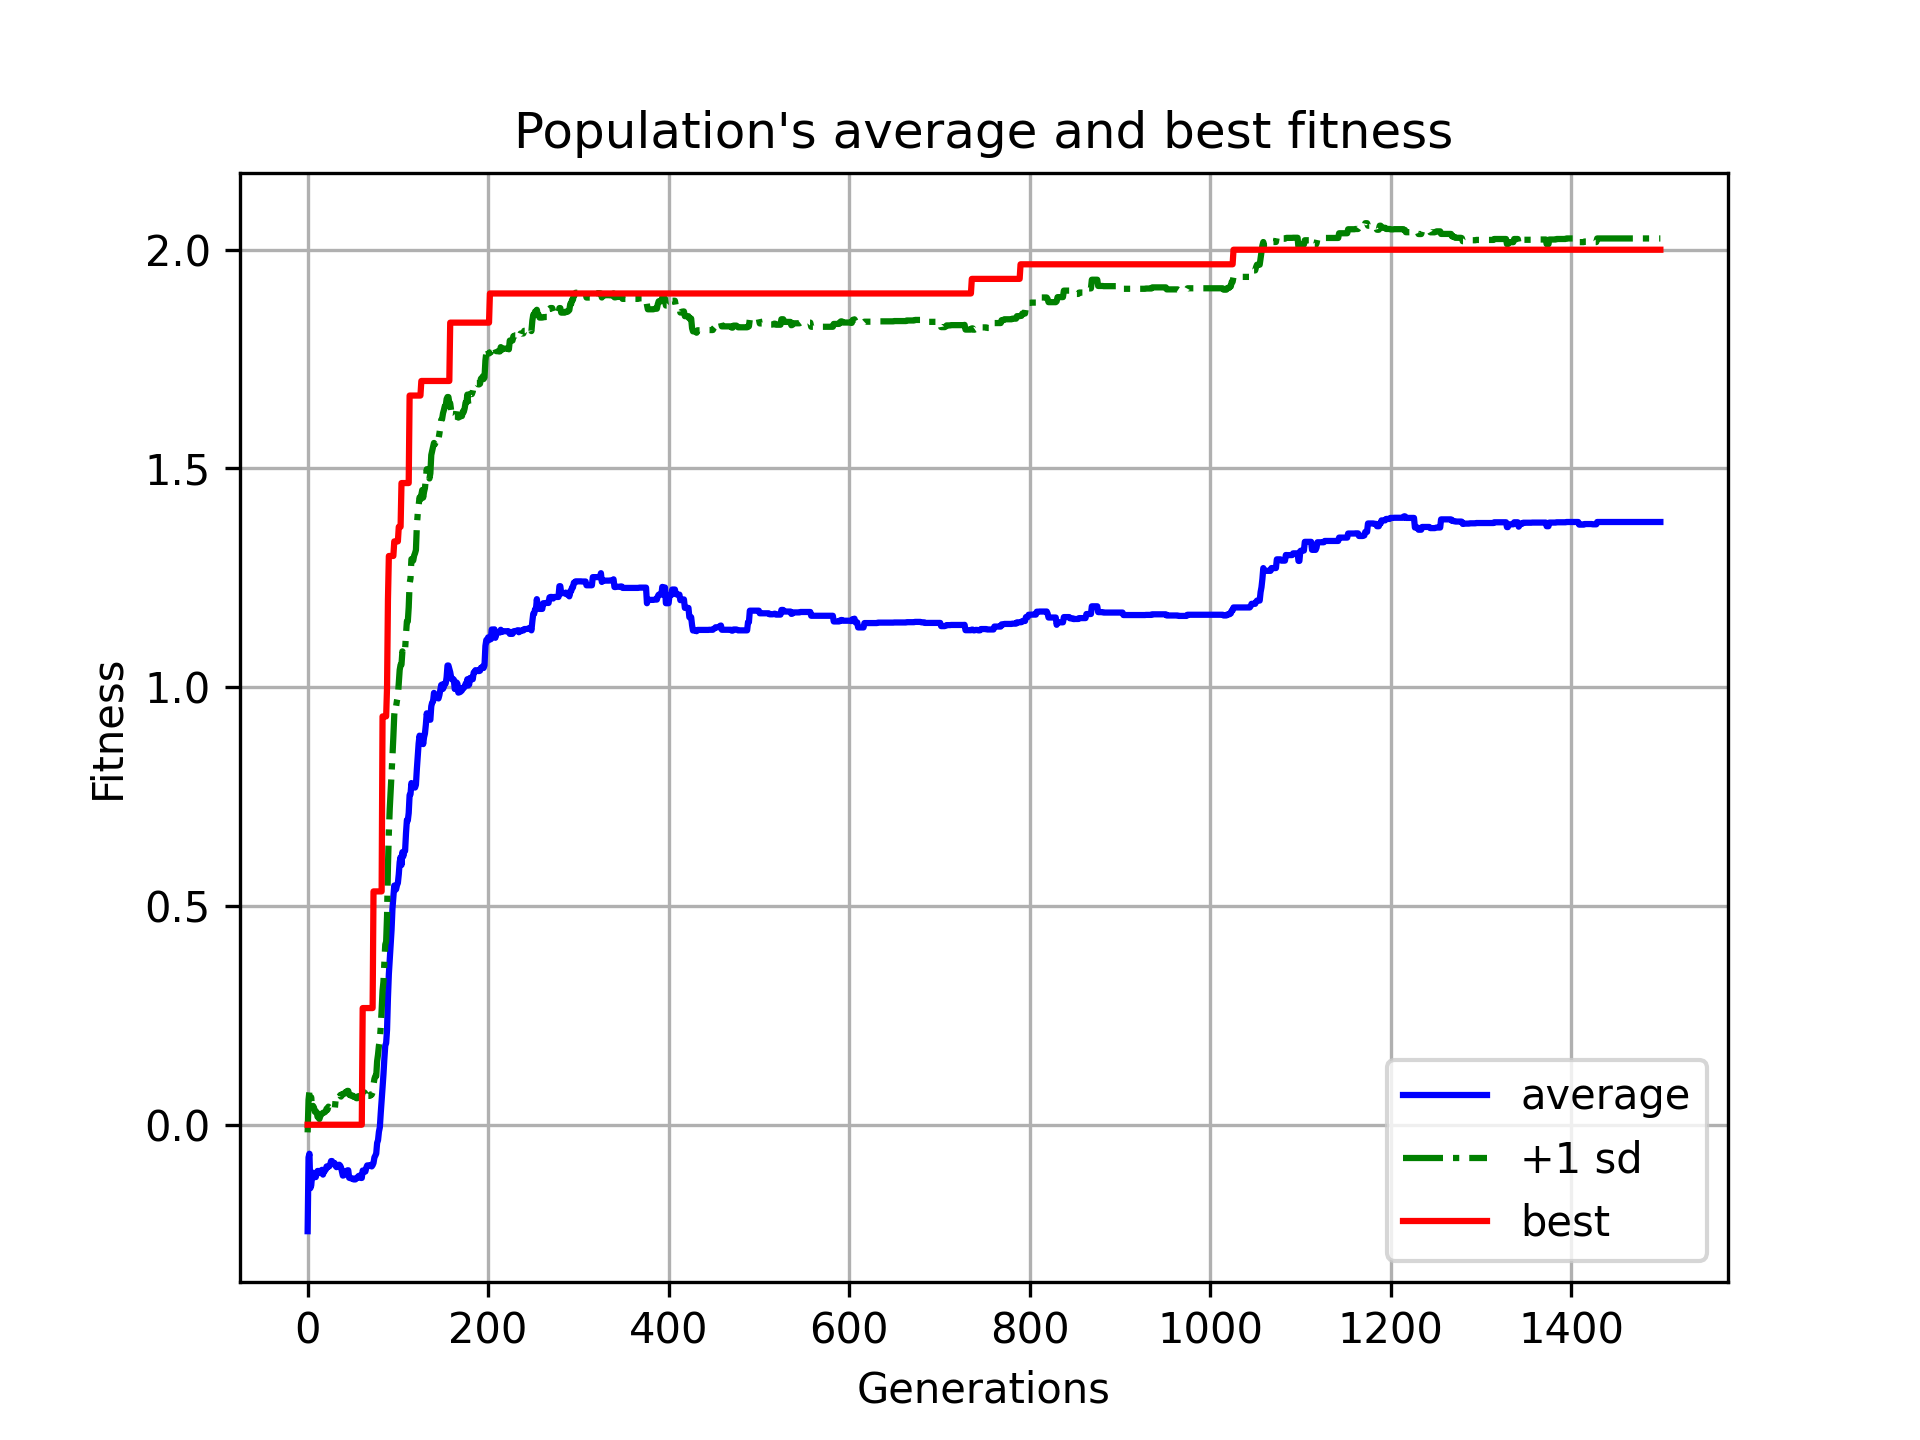 Population's average and best fitness
2.0
1.5
1.0
0.5
0.0
Fitness
0 200 400 600 800 1000 1200 1400
Generations
average
+1 sd
best